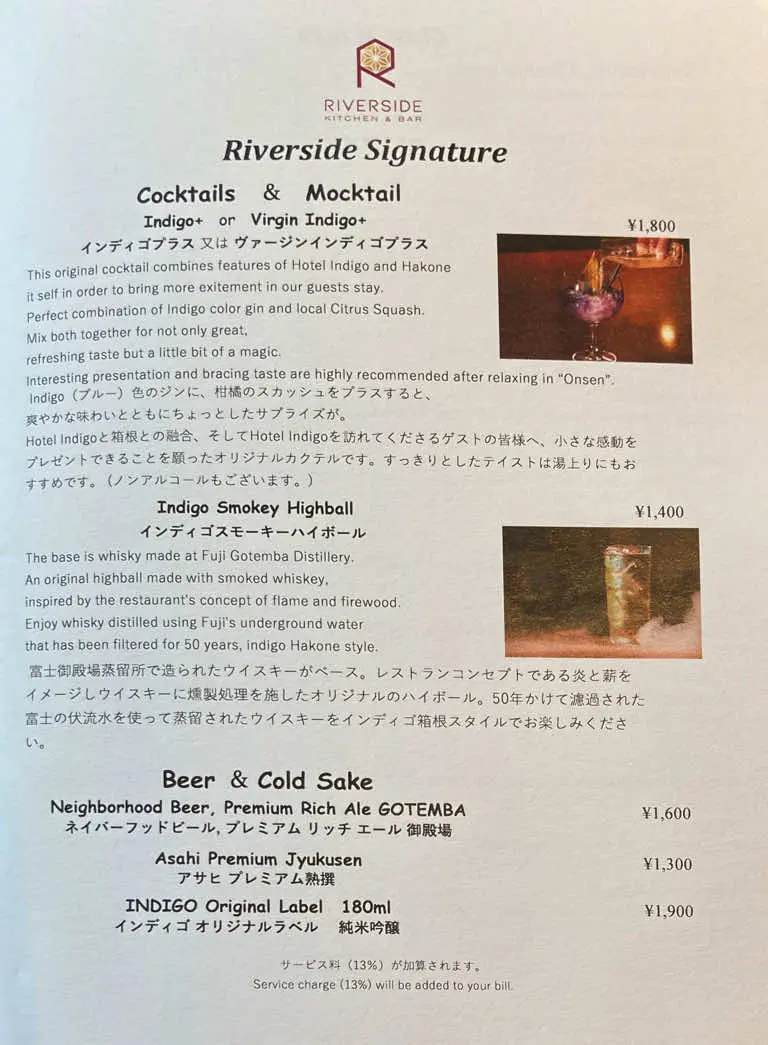 RIVERSIDE
KITCHEN & BAR
Riverside Signature
Cocktails & Mocktail
Indigo+ or Virgin Indigo+
¥1,800
インディゴプラス 又は ヴァージンインディゴプラス
This original cocktail combines features of Hotel Indigo and Hakone
it self in order to bring more exitement in our guests stay.
Perfect combination of Indigo color gin and local Citrus Squash.
Mix both together for not only great,
refreshing taste but a little bit of a magic.
Interesting presentation and bracing taste are highly recommended after relaxing in "Onsen".
Indigo（ブルー）色のジンに、柑橘のスカッシュをプラスすると、
爽やかな味わいとともにちょっとしたサプライズが。
Hotel Indigoと箱根との融合、そしてHotel Indigoを訪れてくださるゲストの皆様へ、小さな感動を
プレゼントできることを願ったオリジナルカクテルです。すっきりとしたテイストは湯上りにもお
すすめです。（ノンアルコールもございます。）
Indigo Smokey Highball
¥1,400
インディゴスモーキーハイボール
The base is whisky made at Fuji Gotemba Distillery.
An original highball made with smoked whiskey,
inspired by the restaurant's concept of flame and firewood.
Enjoy whisky distilled using Fuji's underground water
that has been filtered for 50 years, indigo Hakone style.
富士御殿場蒸留所で造られたウイスキーがベース。レストランコンセプトである炎と薪を
イメージしウイスキーに燻製処理を施したオリジナルのハイボール。50年かけて濾過された
富士の伏流水を使って蒸留されたウイスキーをインディゴ箱根スタイルでお楽しみくださ
い。
Beer & Cold Sake
Neighborhood Beer, Premium Rich Ale GOTEMBA
¥1,600
ネイバーフッドビール, プレミアム リッチ エール 御殿場
Asahi Premium Jyukusen
¥1,300
アサヒ プレミアム熟撰
INDIGO Original Label 180ml
¥1,900
インディゴ オリジナルラベル 純米吟醸
サービス料（13%）が加算されます。
Service charge (13%) will be added to your bill.